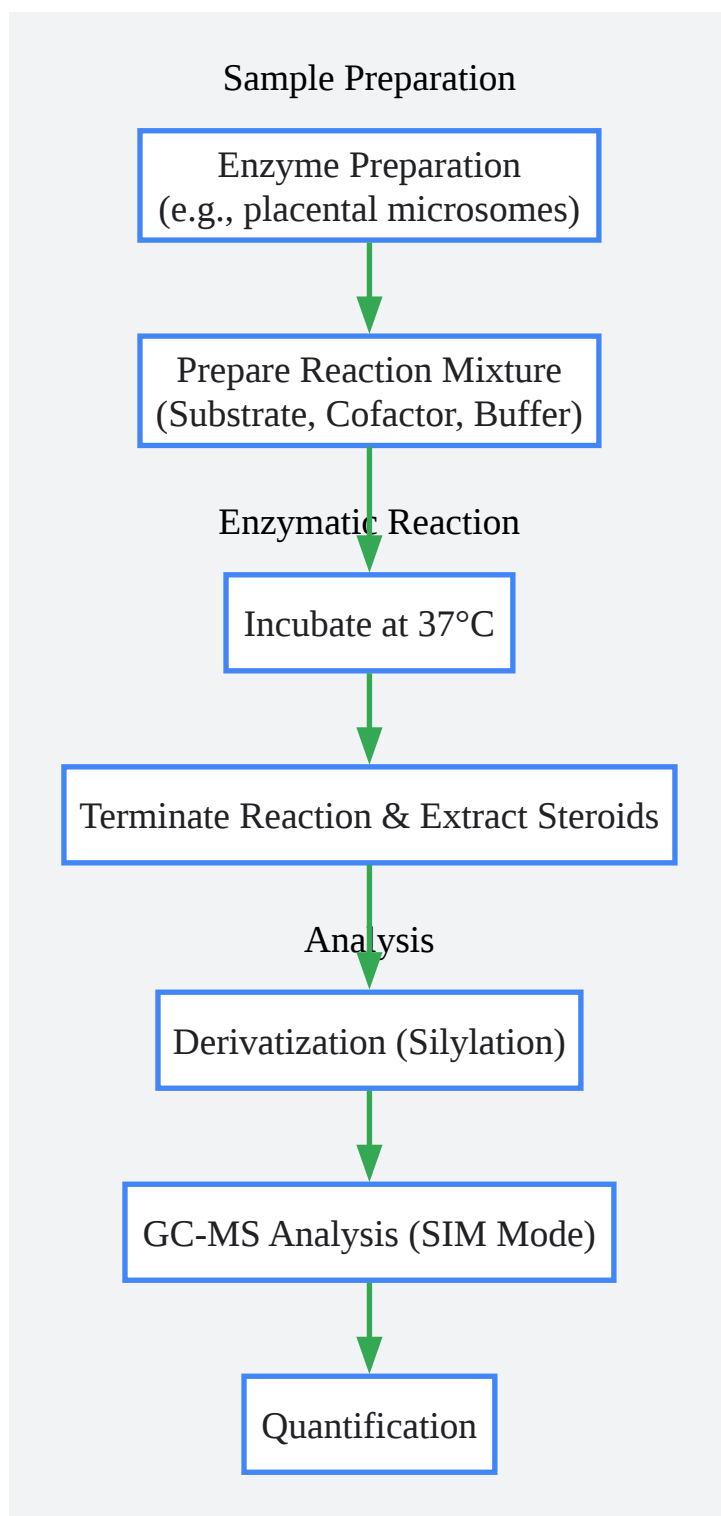 Sample Preparation
Enzyme Preparation
(e.g., placental microsomes)
Prepare Reaction Mixture
(Substrate, Cofactor, Buffer)
Enzymatic Reaction
Incubate at 37°C
Terminate Reaction & Extract Steroids
Analysis
Derivatization (Silylation)
GC-MS Analysis (SIM Mode)
Quantification